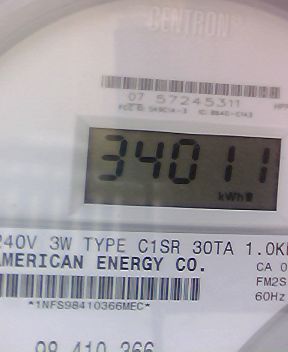 CENTRON®
07 57245311
34011
kWh
240V 3W TYPE C1SR 30TA 1.0K
AMERICAN ENERGY CO.
CA 0
FM2S
60Hz
*1NFS98410366MEC*
98 410 366